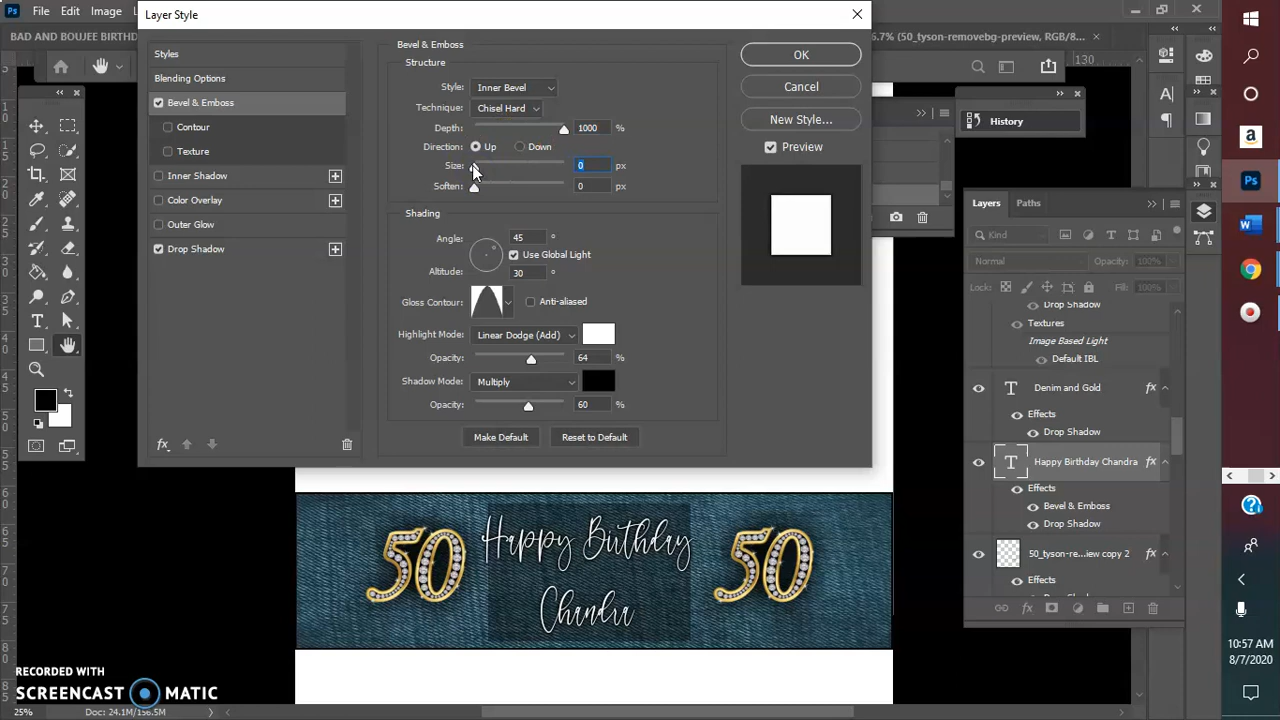 Ps File Edit Image
Layer Style
BAD AND BOUJEE BIRTHD
6.7% (50_tyson-removebg-preview, RGB/8
130
Styles
Blending Options
Bevel & Emboss
Contour
Texture
Inner Shadow
Color Overlay
Outer Glow
Drop Shadow
fx
Bevel & Emboss
Structure
Style: Inner Bevel
Technique: Chisel Hard
Depth: 1000 %
Direction: Up Down
Size: 0 px
Soften: 0 px
Shading
Angle: 45 °
Use Global Light
Altitude: 30 °
Gloss Contour: Anti-aliased
Highlight Mode: Linear Dodge (Add)
Opacity: 64 %
Shadow Mode: Multiply
Opacity: 60 %
Make Default Reset to Default
OK
Cancel
New Style...
Preview
History
Layers Paths
Kind
Normal Opacity: 100%
Lock: Fill: 100%
Drop Shadow
Textures
Image Based Light
Default IBL
Denim and Gold fx
Effects
Drop Shadow
Happy Birthday Chandra fx
Effects
Bevel & Emboss
Drop Shadow
50_tyson-re...iew copy 2 fx
Effects
50 Happy Birthday 50
Chandra
RECORDED WITH
SCREENCAST MATIC
25% Doc: 24.1M/156.5M
10:57 AM
8/7/2020